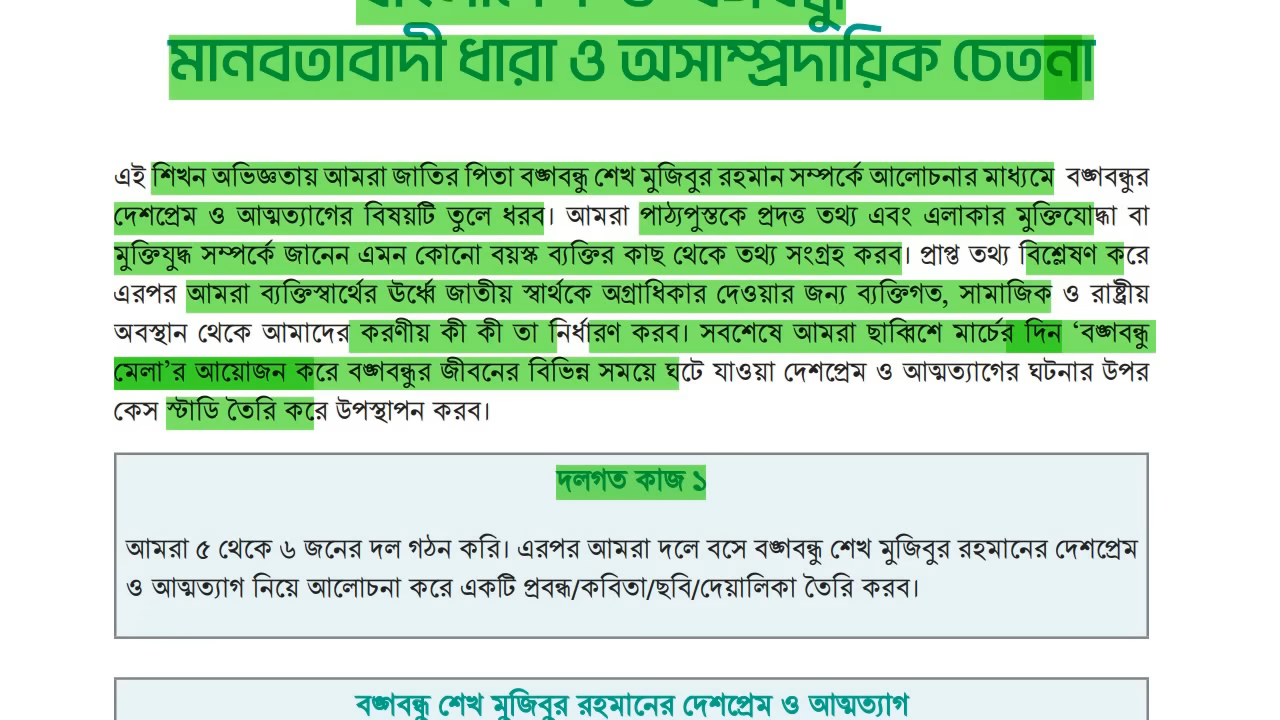 বাংলাদেশ ও বঙ্গবন্ধু
মানবতাবাদী ধারা ও অসাম্প্রদায়িক চেতনা
এই শিখন অভিজ্ঞতায় আমরা জাতির পিতা বঙ্গবন্ধু শেখ মুজিবুর রহমান সম্পর্কে আলোচনার মাধ্যমে বঙ্গবন্ধুর
দেশপ্রেম ও আত্মত্যাগের বিষয়টি তুলে ধরব। আমরা পাঠ্যপুস্তকে প্রদত্ত তথ্য এবং এলাকার মুক্তিযোদ্ধা বা
মুক্তিযুদ্ধ সম্পর্কে জানেন এমন কোনো বয়স্ক ব্যক্তির কাছ থেকে তথ্য সংগ্রহ করব। প্রাপ্ত তথ্য বিশ্লেষণ করে
এরপর আমরা ব্যক্তিস্বার্থের ঊর্ধ্বে জাতীয় স্বার্থকে অগ্রাধিকার দেওয়ার জন্য ব্যক্তিগত, সামাজিক ও রাষ্ট্রীয়
অবস্থান থেকে আমাদের করণীয় কী কী তা নির্ধারণ করব। সবশেষে আমরা ছাব্বিশে মার্চের দিন ‘বঙ্গবন্ধু
মেলা’র আয়োজন করে বঙ্গবন্ধুর জীবনের বিভিন্ন সময়ে ঘটে যাওয়া দেশপ্রেম ও আত্মত্যাগের ঘটনার উপর
কেস স্টাডি তৈরি করে উপস্থাপন করব।
দলগত কাজ ১
আমরা ৫ থেকে ৬ জনের দল গঠন করি। এরপর আমরা দলে বসে বঙ্গবন্ধু শেখ মুজিবুর রহমানের দেশপ্রেম
ও আত্মত্যাগ নিয়ে আলোচনা করে একটি প্রবন্ধ/কবিতা/ছবি/দেয়ালিকা তৈরি করব।
বঙ্গবন্ধু শেখ মুজিবুর রহমানের দেশপ্রেম ও আত্মত্যাগ